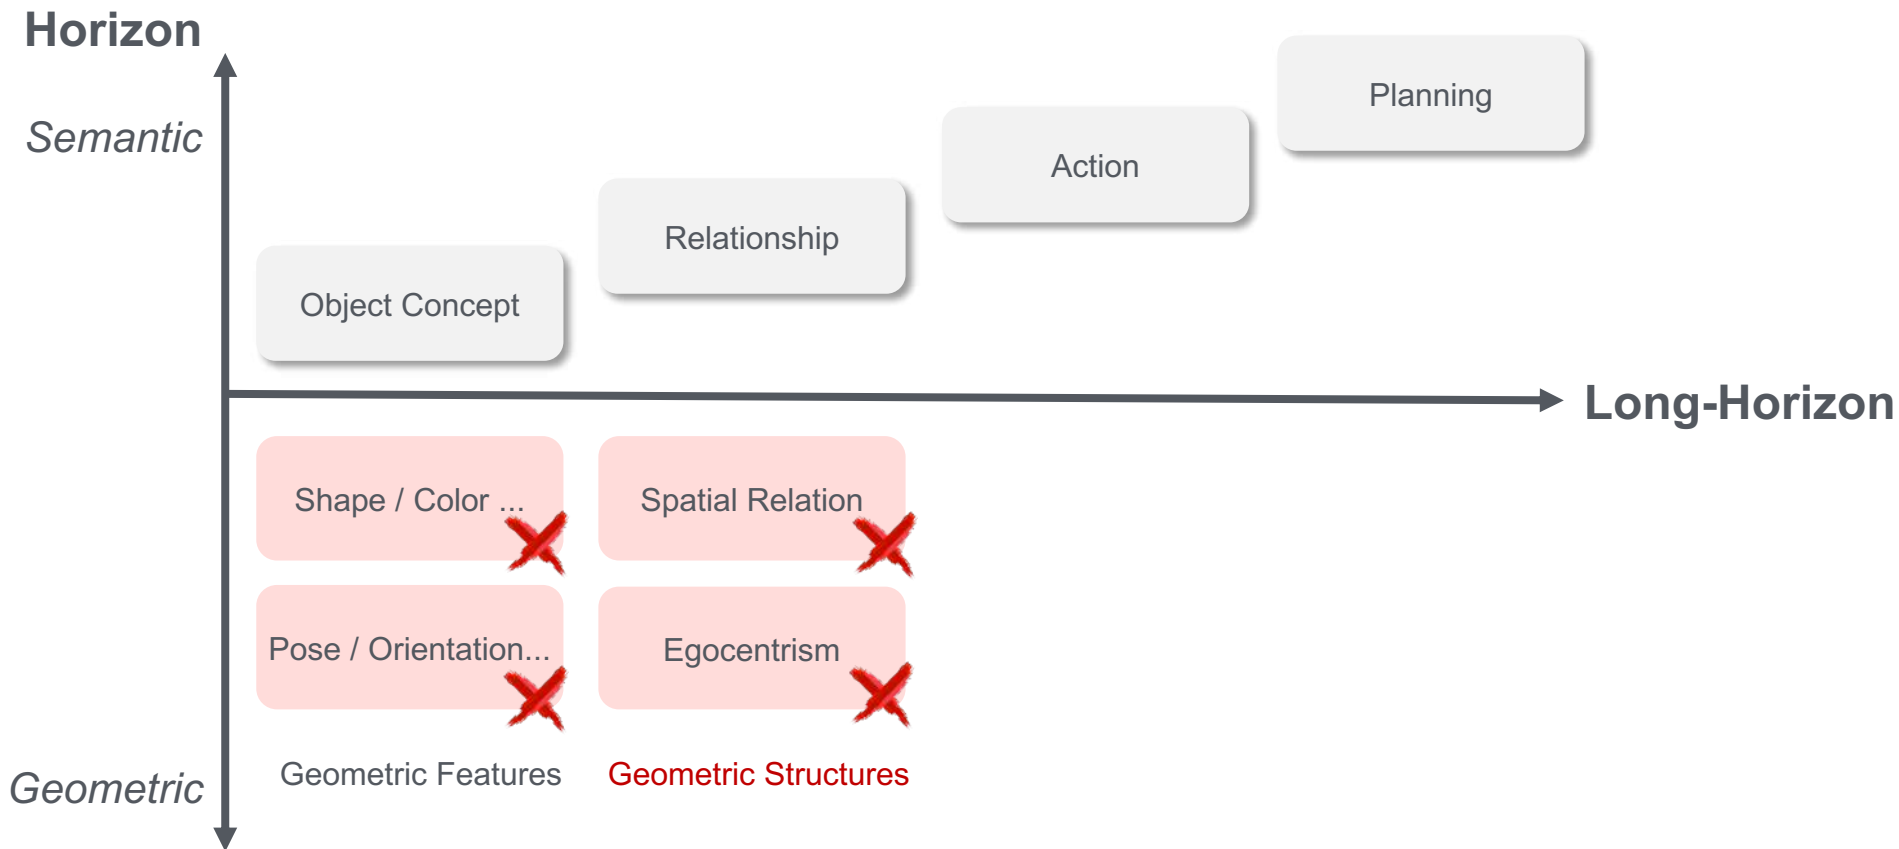 Horizon
Semantic
Planning
Action
Relationship
Object Concept
Long-Horizon
Shape / Color ...
Spatial Relation
Pose / Orientation...
Egocentrism
Geometric
Geometric Features
Geometric Structures